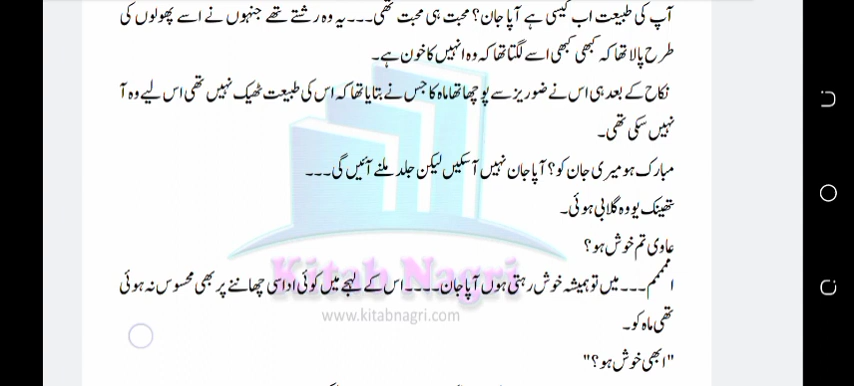 آپ کی طبیعت اب کیسی ہے آپا جان؟ محبت ہی محبت تھی۔۔۔ یہ وہ رشتے تھے جنہوں نے اسے پھولوں کی
طرح پالا تھا کہ کبھی کبھی اسے لگتا تھا کہ وہ انہیں کا خون ہے۔
نکاح کے بعد ہی اس نے ضوریز سے پوچھا تھا ماہ کا جس نے بتایا تھا کہ اس کی طبیعت ٹھیک نہیں تھی اس لیے وہ آ
نہیں سکی تھی۔
مبارک ہو میری جان کو؟ آپا جان نہیں آسکیں لیکن جلد ملنے آئیں گی۔۔۔
تھینک یو وہ گلابی ہوئی۔
عاوی تم خوش ہو؟
امممم۔۔۔ میں تو ہمیشہ خوش رہتی ہوں آپا جان۔۔۔۔ اس کے لہجے میں کوئی اداسی چھاننے پر بھی محسوس نہ ہوئی
تھی ماہ کو۔
"ابھی خوش ہو؟"
Kitab Nagri
www.kitabnagri.com